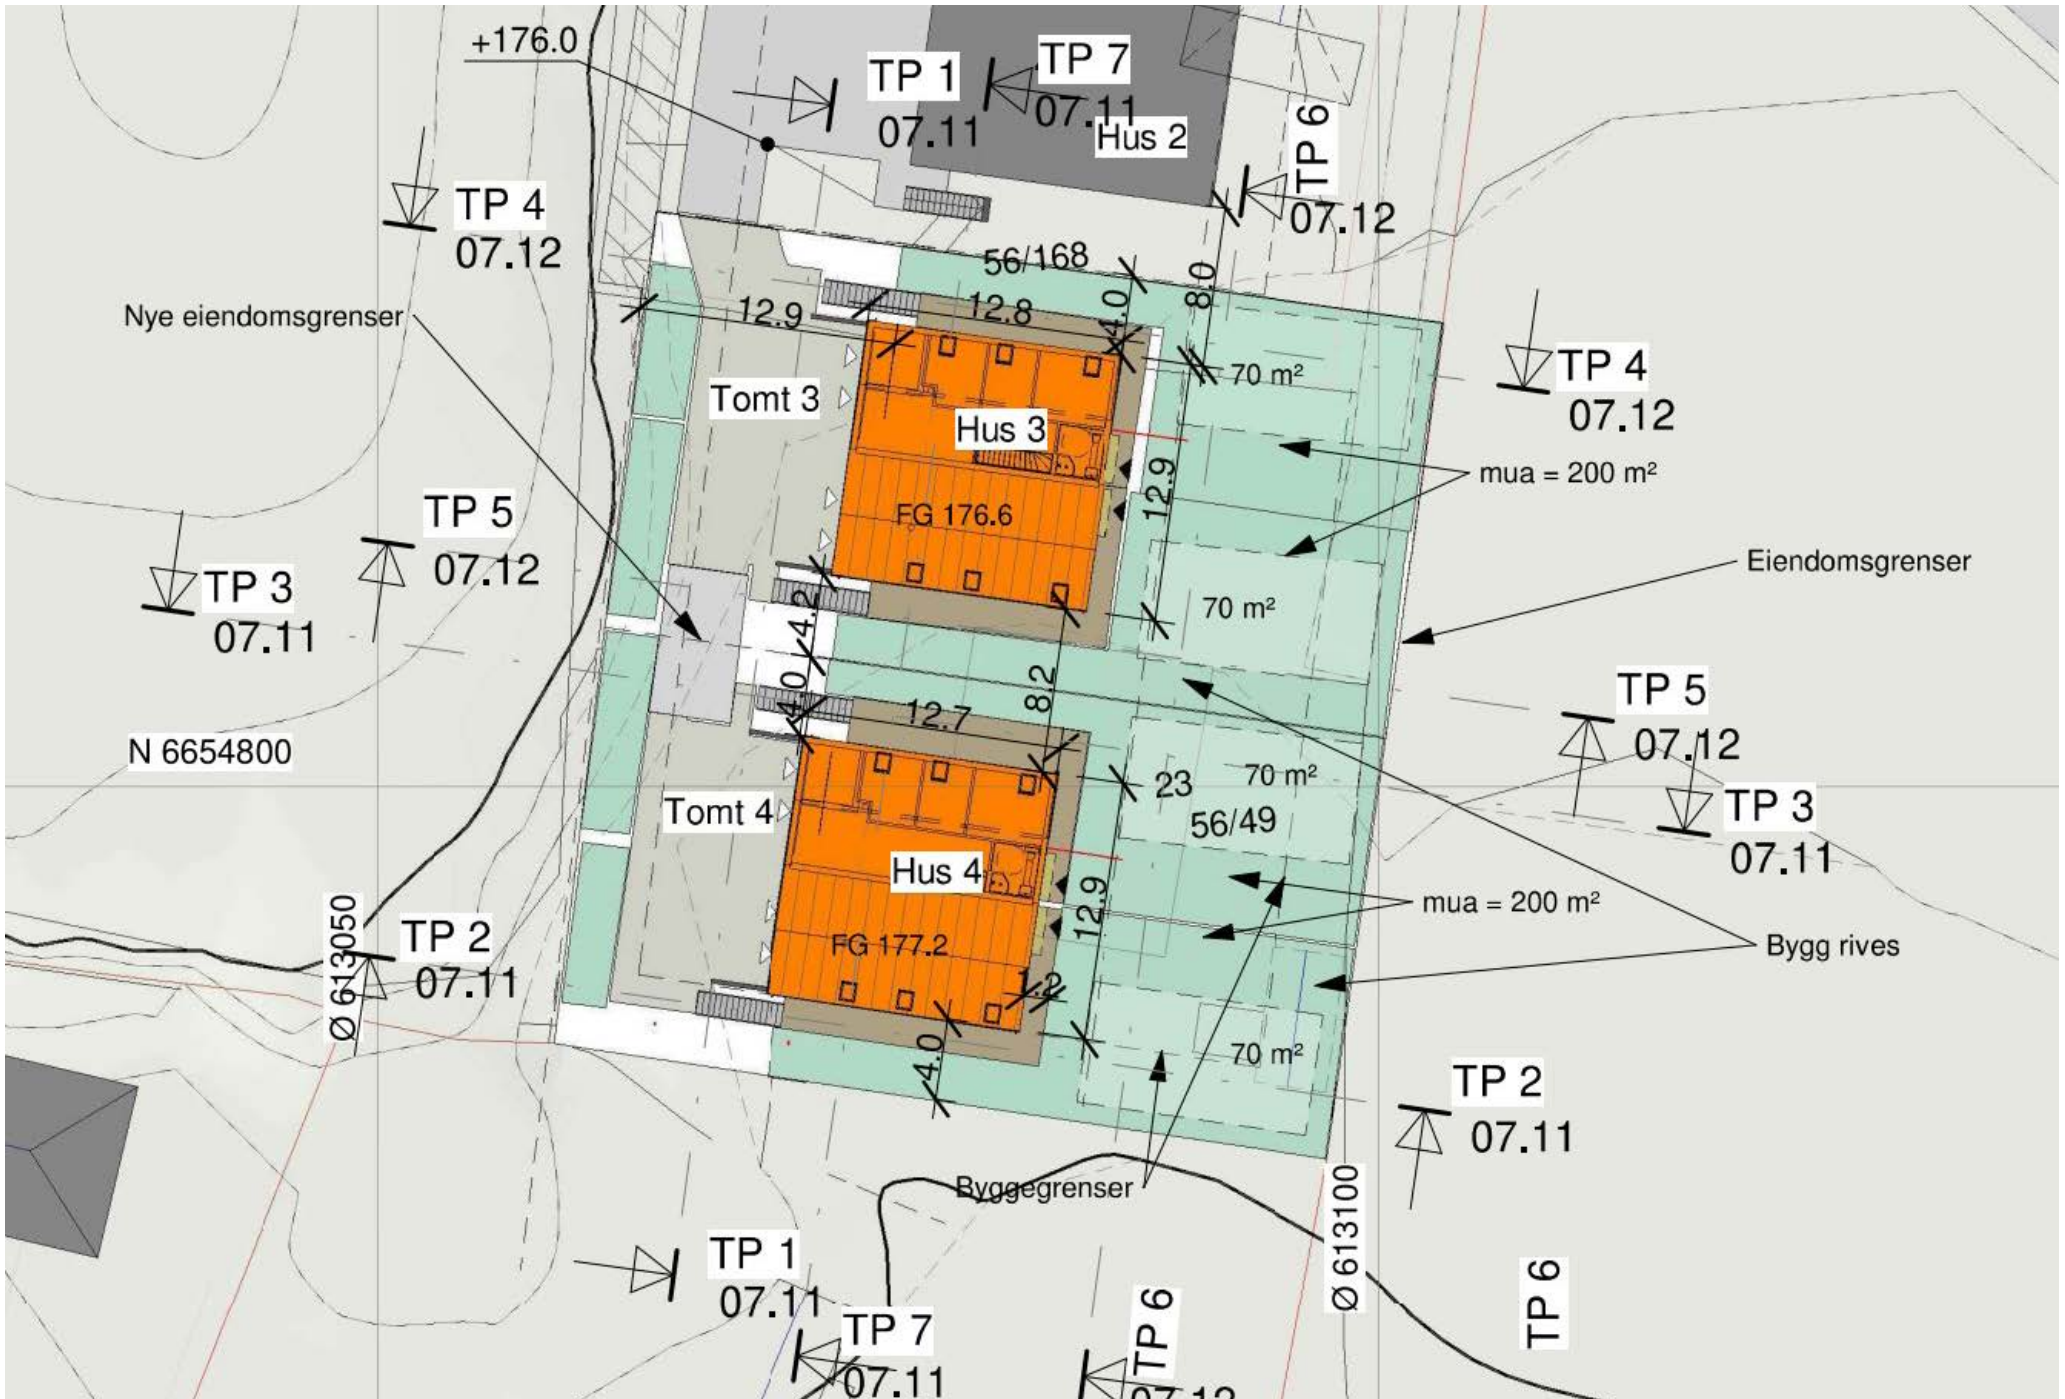 +176.0
TP 1
07.11
TP 7
07.11
Hus 2
TP 6
07.12
TP 4
07.12
56/168
Nye eiendomsgrenser
12.9
12.8
4.0
8.0
70 m²
TP 4
07.12
Tomt 3
Hus 3
mua = 200 m²
12.9
FG 176.6
TP 5
07.12
TP 3
07.11
Eiendomsgrenser
4.2
70 m²
4.0
8.2
12.7
TP 5
07.12
N 6654800
23
70 m²
56/49
Tomt 4
TP 3
07.11
Hus 4
12.9
mua = 200 m²
FG 177.2
Bygg rives
TP 2
07.11
Ø 613050
1.2
4.0
70 m²
TP 2
07.11
Byggegrenser
Ø 613100
TP 1
07.11
TP 7
07.11
TP 6
07.12
TP 6